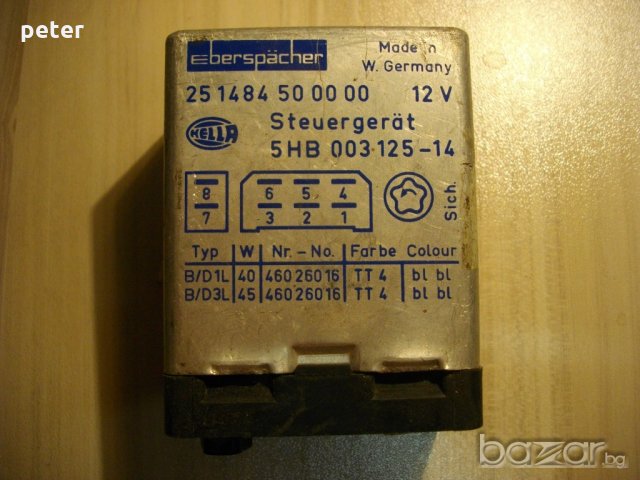 peter
Eberspächer
Made in
W. Germany
25 1484 50 00 00 12 V
HELLA
Steuergerät
5HB 003 125-14
8 6 5 4
7 3 2 1
Sich.
Typ W Nr. - No. Farbe Colour
B/D1L 40 460 260 16 TT 4 bl bl
B/D3L 45 460 260 16 TT 4 bl bl
bazar.bg